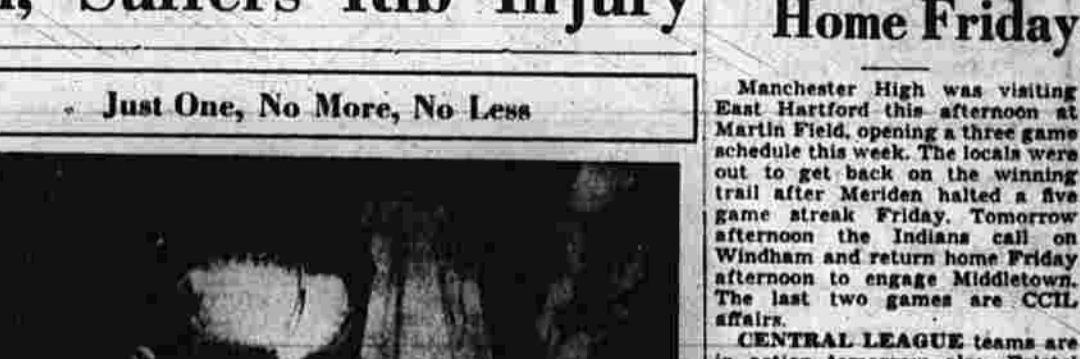 Suffers Rib Injury
Just One, No More, No Less
Home Friday
Manchester High was visiting
East Hartford this afternoon at
Martin Field, opening a three game
schedule this week. The locals were
out to get back on the winning
trail after Meriden halted a five
game streak Friday. Tomorrow
afternoon the Indians call on
Windham and return home Friday
afternoon to engage Middletown.
The last two games are CCIL
affairs.
CENTRAL LEAGUE teams are